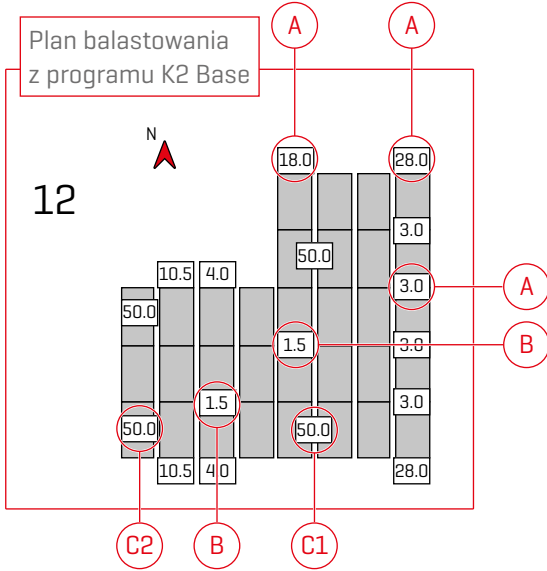 A A
Plan balastowania
z programu K2 Base
N
18.0 28.0
12
3.0
50.0
10.5 4.0
3.0 A
50.0
1.5 3.0 B
1.5 3.0
50.0 50.0
10.5 4.0 28.0
C2 B C1